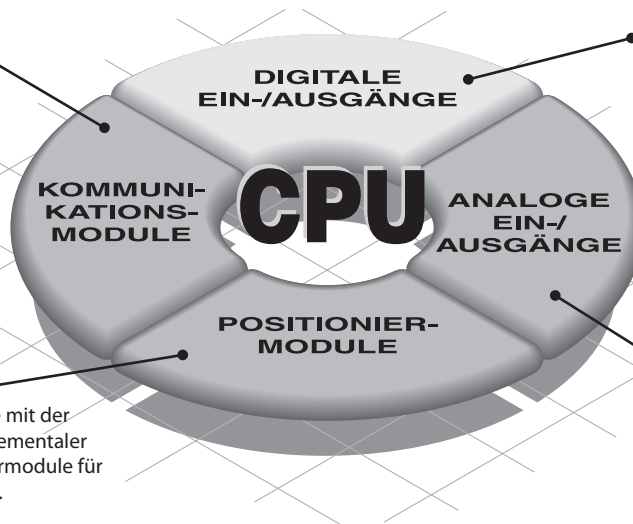 DIGITALE
EIN-/AUSGÄNGE
KOMMUNI-
KATIONS-
MODULE
CPU
ANALOGE
EIN-/
AUSGÄNGE
POSITIONIER-
MODULE
mit der
ementaler
rmodule für
.